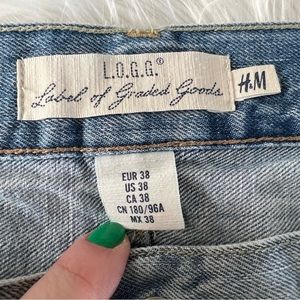 L.O.G.G.®
Label of Graded Goods
H&M
EUR 38
US 38
CA 38
CN 180/96A
MX 38